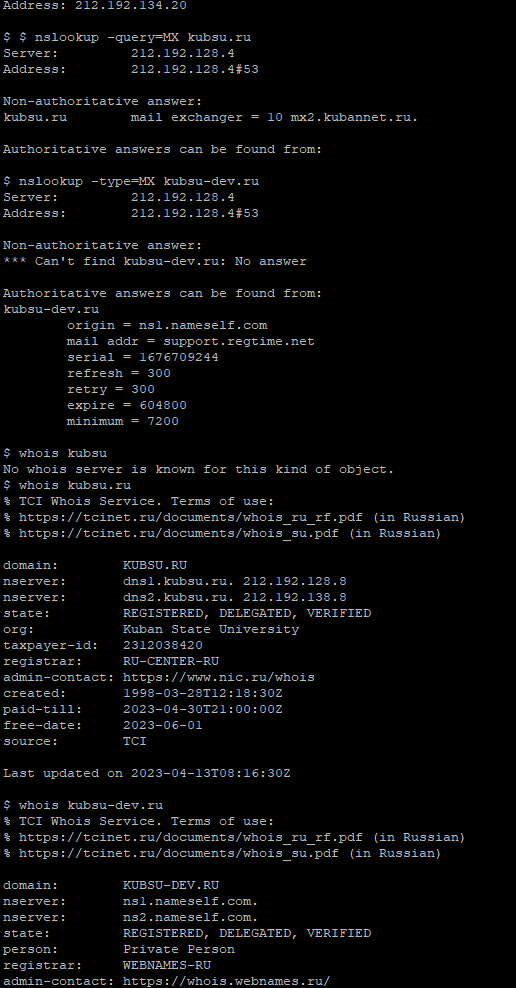 Address: 212.192.134.20
$ $ nslookup -query=MX kubsu.ru
Server:         212.192.128.4
Address:        212.192.128.4#53
Non-authoritative answer:
kubsu.ru        mail exchanger = 10 mx2.kubannet.ru.
Authoritative answers can be found from:
$ nslookup -type=MX kubsu-dev.ru
Server:         212.192.128.4
Address:        212.192.128.4#53
Non-authoritative answer:
*** Can't find kubsu-dev.ru: No answer
Authoritative answers can be found from:
kubsu-dev.ru
        origin = ns1.nameself.com
        mail addr = support.regtime.net
        serial = 1676709244
        refresh = 300
        retry = 300
        expire = 604800
        minimum = 7200
$ whois kubsu
No whois server is known for this kind of object.
$ whois kubsu.ru
% TCI Whois Service. Terms of use:
% https://tcinet.ru/documents/whois_ru_rf.pdf (in Russian)
% https://tcinet.ru/documents/whois_su.pdf (in Russian)
domain:        KUBSU.RU
nserver:       dns1.kubsu.ru. 212.192.128.8
nserver:       dns2.kubsu.ru. 212.192.138.8
state:         REGISTERED, DELEGATED, VERIFIED
org:           Kuban State University
taxpayer-id:   2312038420
registrar:     RU-CENTER-RU
admin-contact: https://www.nic.ru/whois
created:       1998-03-28T12:18:30Z
paid-till:     2023-04-30T21:00:00Z
free-date:     2023-06-01
source:        TCI
Last updated on 2023-04-13T08:16:30Z
$ whois kubsu-dev.ru
% TCI Whois Service. Terms of use:
% https://tcinet.ru/documents/whois_ru_rf.pdf (in Russian)
% https://tcinet.ru/documents/whois_su.pdf (in Russian)
domain:        KUBSU-DEV.RU
nserver:       ns1.nameself.com.
nserver:       ns2.nameself.com.
state:         REGISTERED, DELEGATED, VERIFIED
person:        Private Person
registrar:     WEBNAMES-RU
admin-contact: https://whois.webnames.ru/